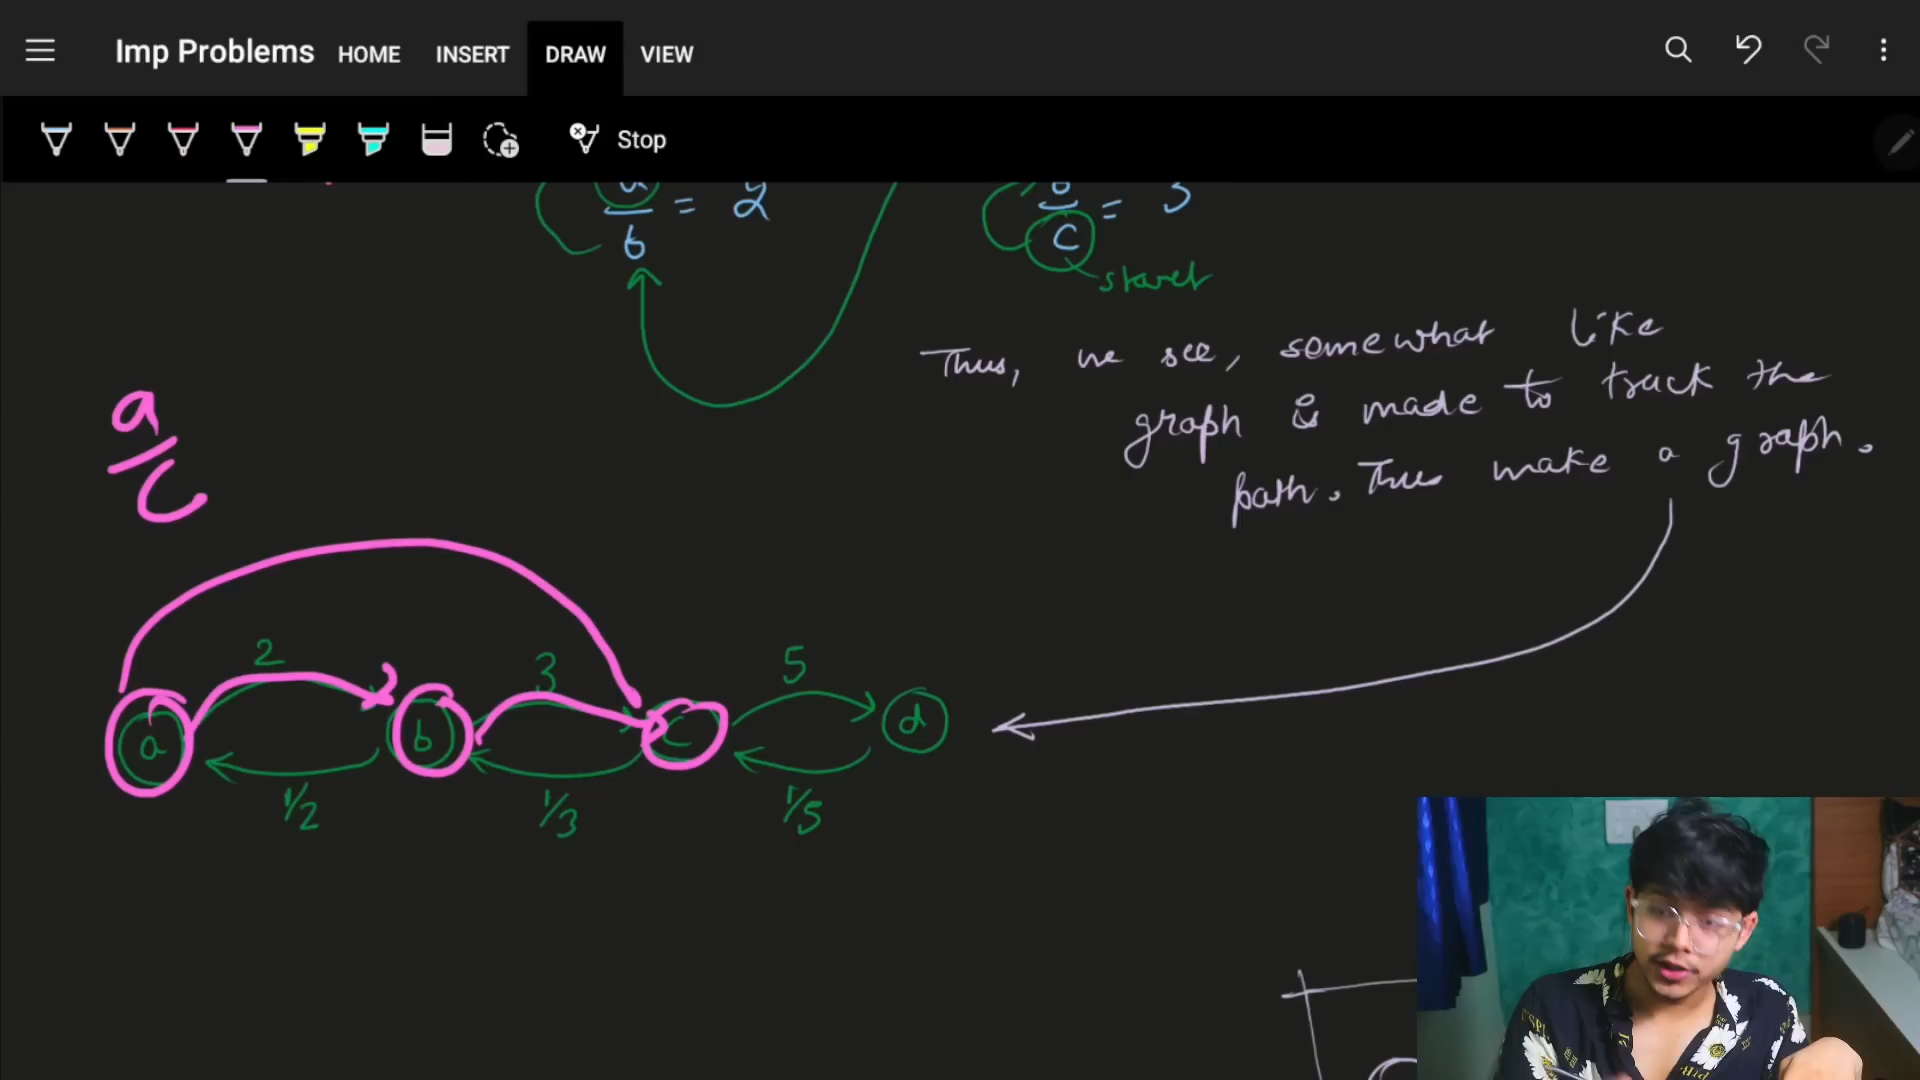 Imp Problems HOME INSERT DRAW VIEW
Stop
b = 2
c
start
Thus, we see, somewhat like
graph is made to track the
path. Thus make a graph.
a
c
2 3 5
a b c d
1/2 1/3 1/5